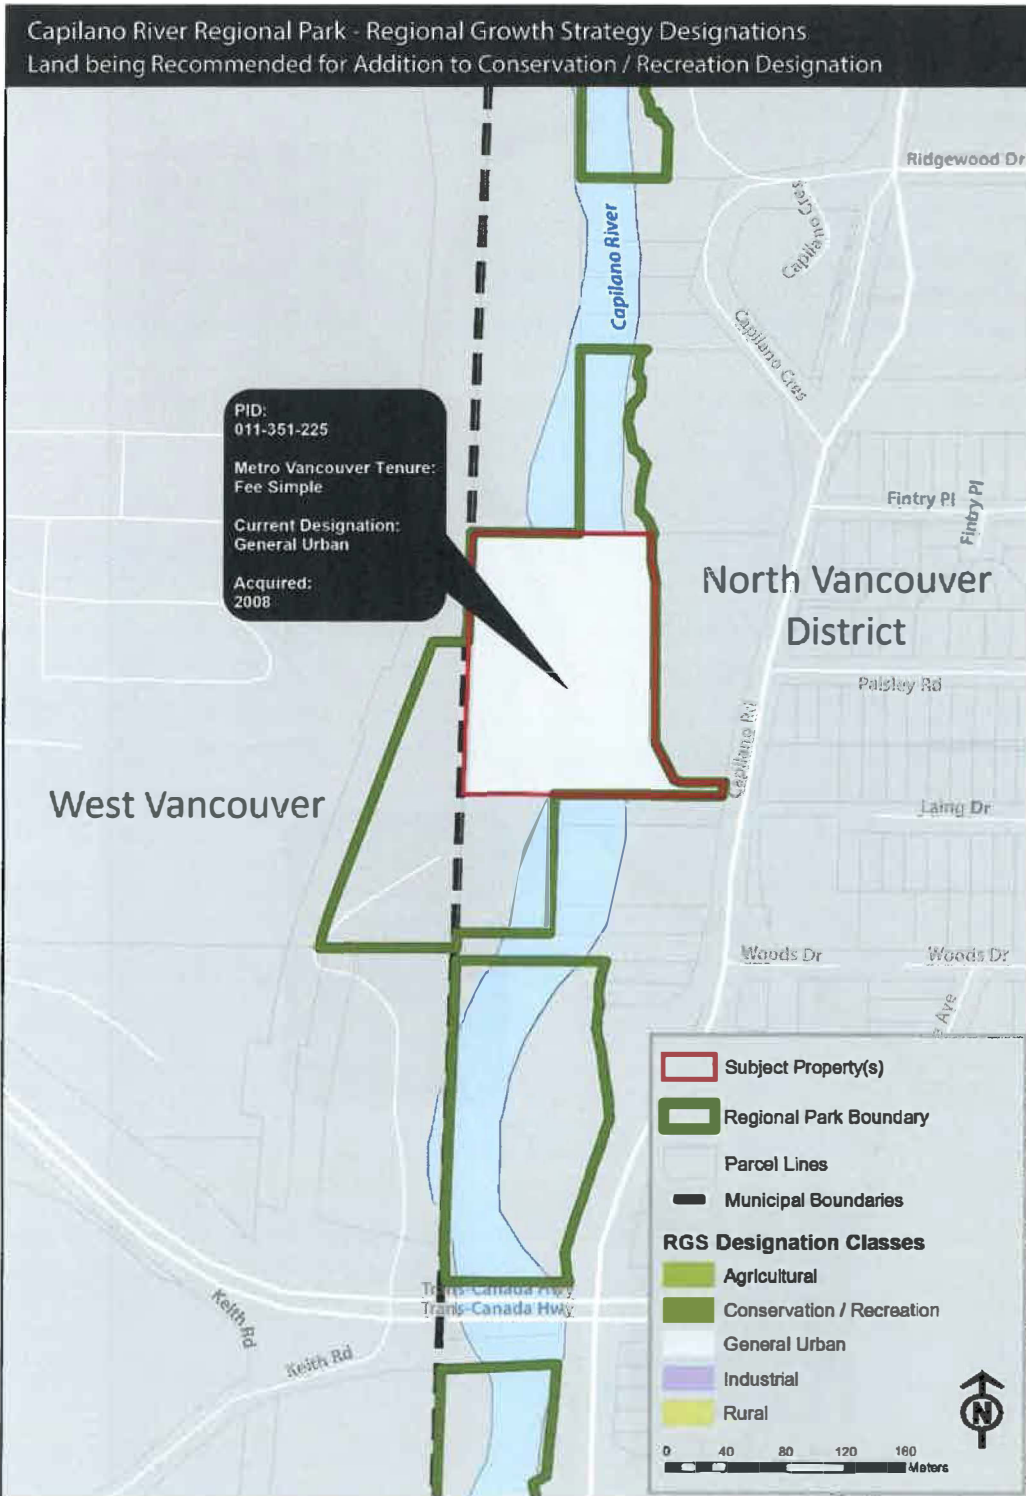 Capilano River Regional Park - Regional Growth Strategy Designations
Land being Recommended for Addition to Conservation / Recreation Designation
Ridgewood Dr
Capilano Cres
Capilano River
Capilano Cres
PID:
011-351-225
Metro Vancouver Tenure:
Fee Simple
Current Designation:
General Urban
Acquired:
2008
Fintry Pl
Fintry Pl
North Vancouver
District
Paisley Rd
Capilano Rd
West Vancouver
Laing Dr
Woods Dr
Woods Dr
Ave
Trans-Canada Hwy
Trans-Canada Hwy
Keith Rd
Keith Rd
Subject Property(s)
Regional Park Boundary
Parcel Lines
Municipal Boundaries
RGS Designation Classes
Agricultural
Conservation / Recreation
General Urban
Industrial
Rural
N
0 40 80 120 160
Meters